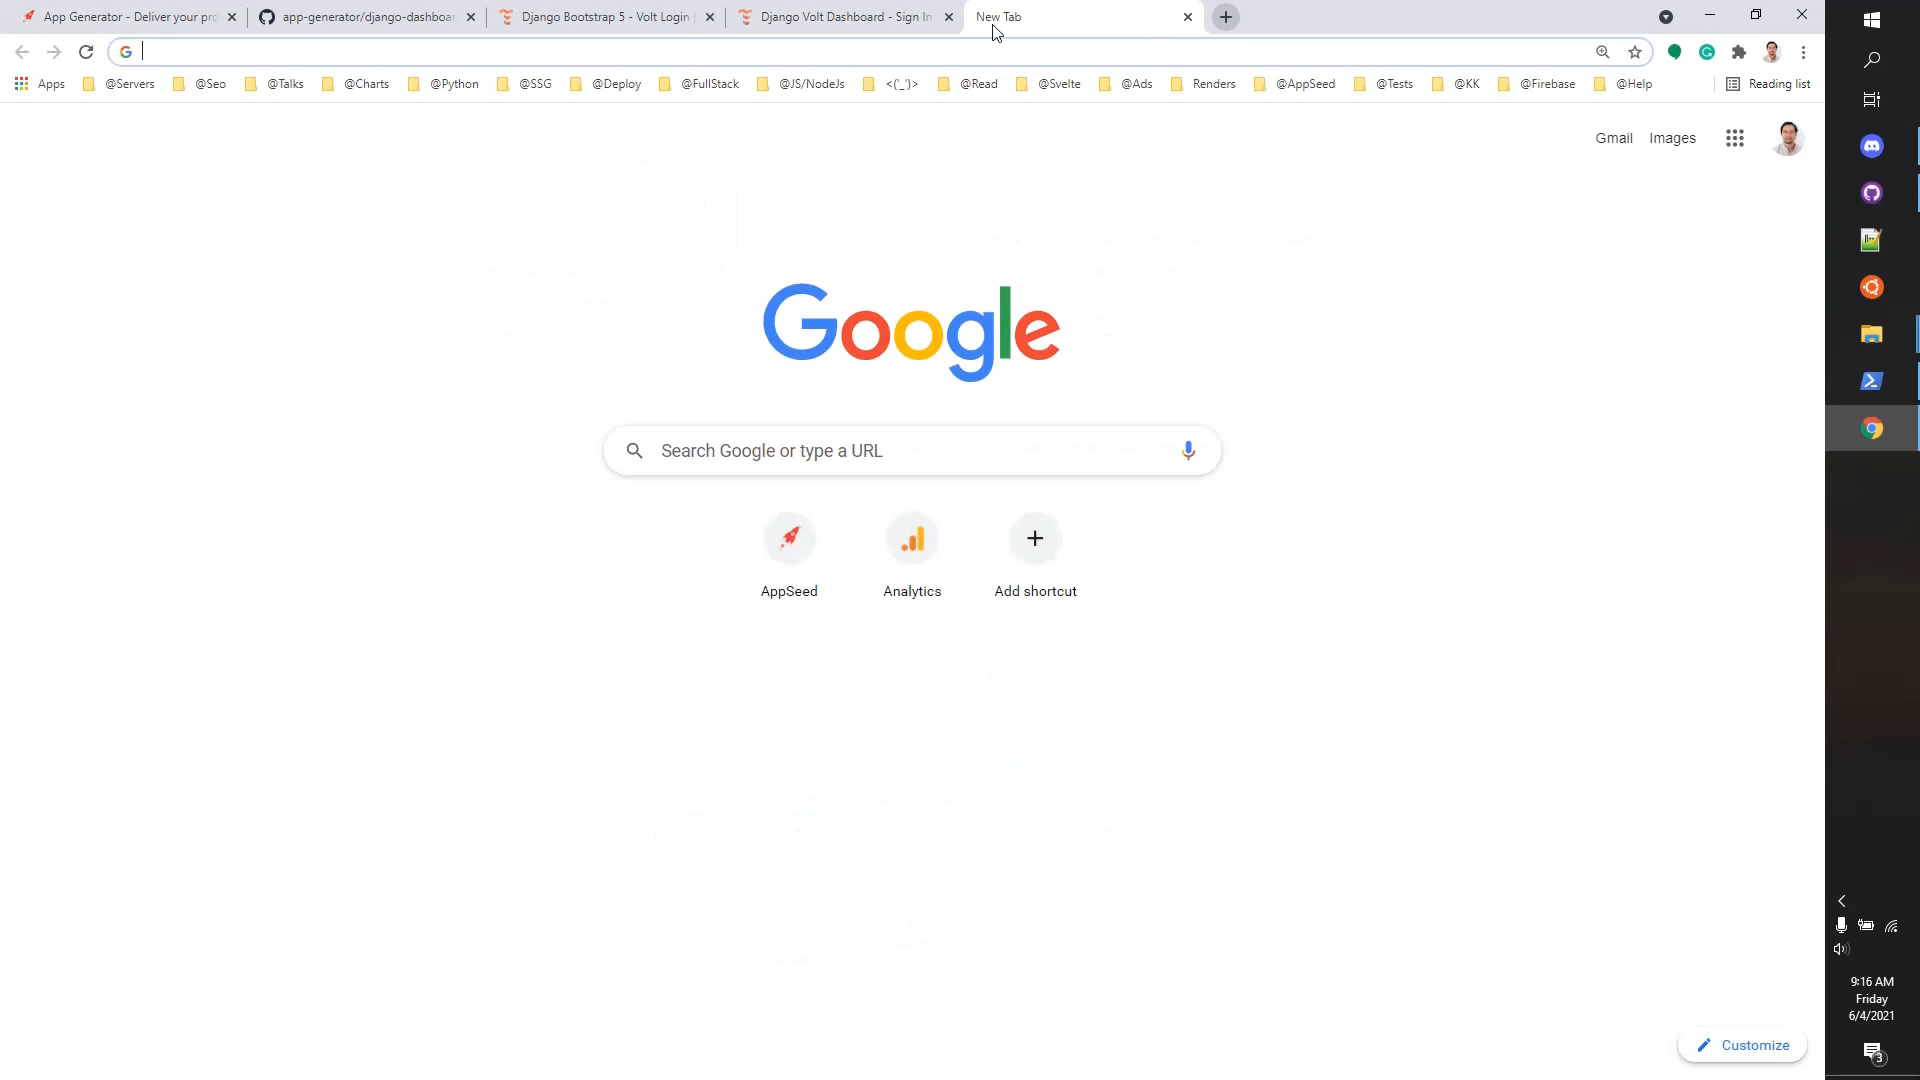 App Generator - Deliver your pro
app-generator/django-dashboar
Django Bootstrap 5 - Volt Login |
Django Volt Dashboard - Sign In
New Tab
Apps @Servers @Seo @Talks @Charts @Python @SSG @Deploy @FullStack @JS/NodeJs <('_')> @Read @Svelte @Ads Renders @AppSeed @Tests @KK @Firebase @Help Reading list
Gmail Images
Google
Search Google or type a URL
AppSeed Analytics Add shortcut
9:16 AM
Friday
6/4/2021
Customize
3